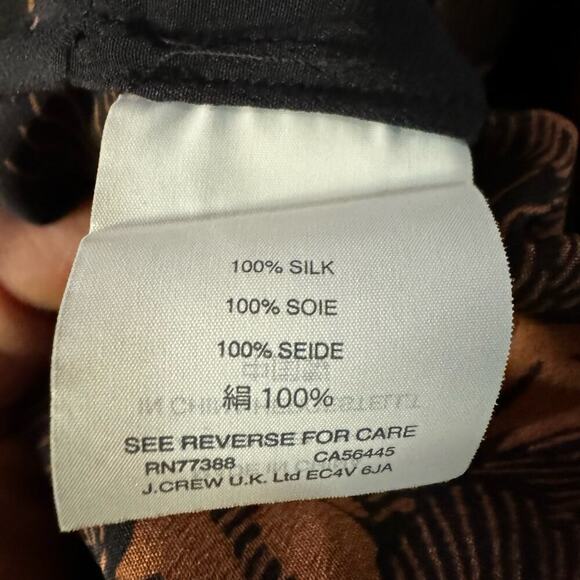 100% SILK
100% SOIE
100% SEIDE
絹 100%
SEE REVERSE FOR CARE
RN77388 CA56445
J.CREW U.K. Ltd EC4V 6JA